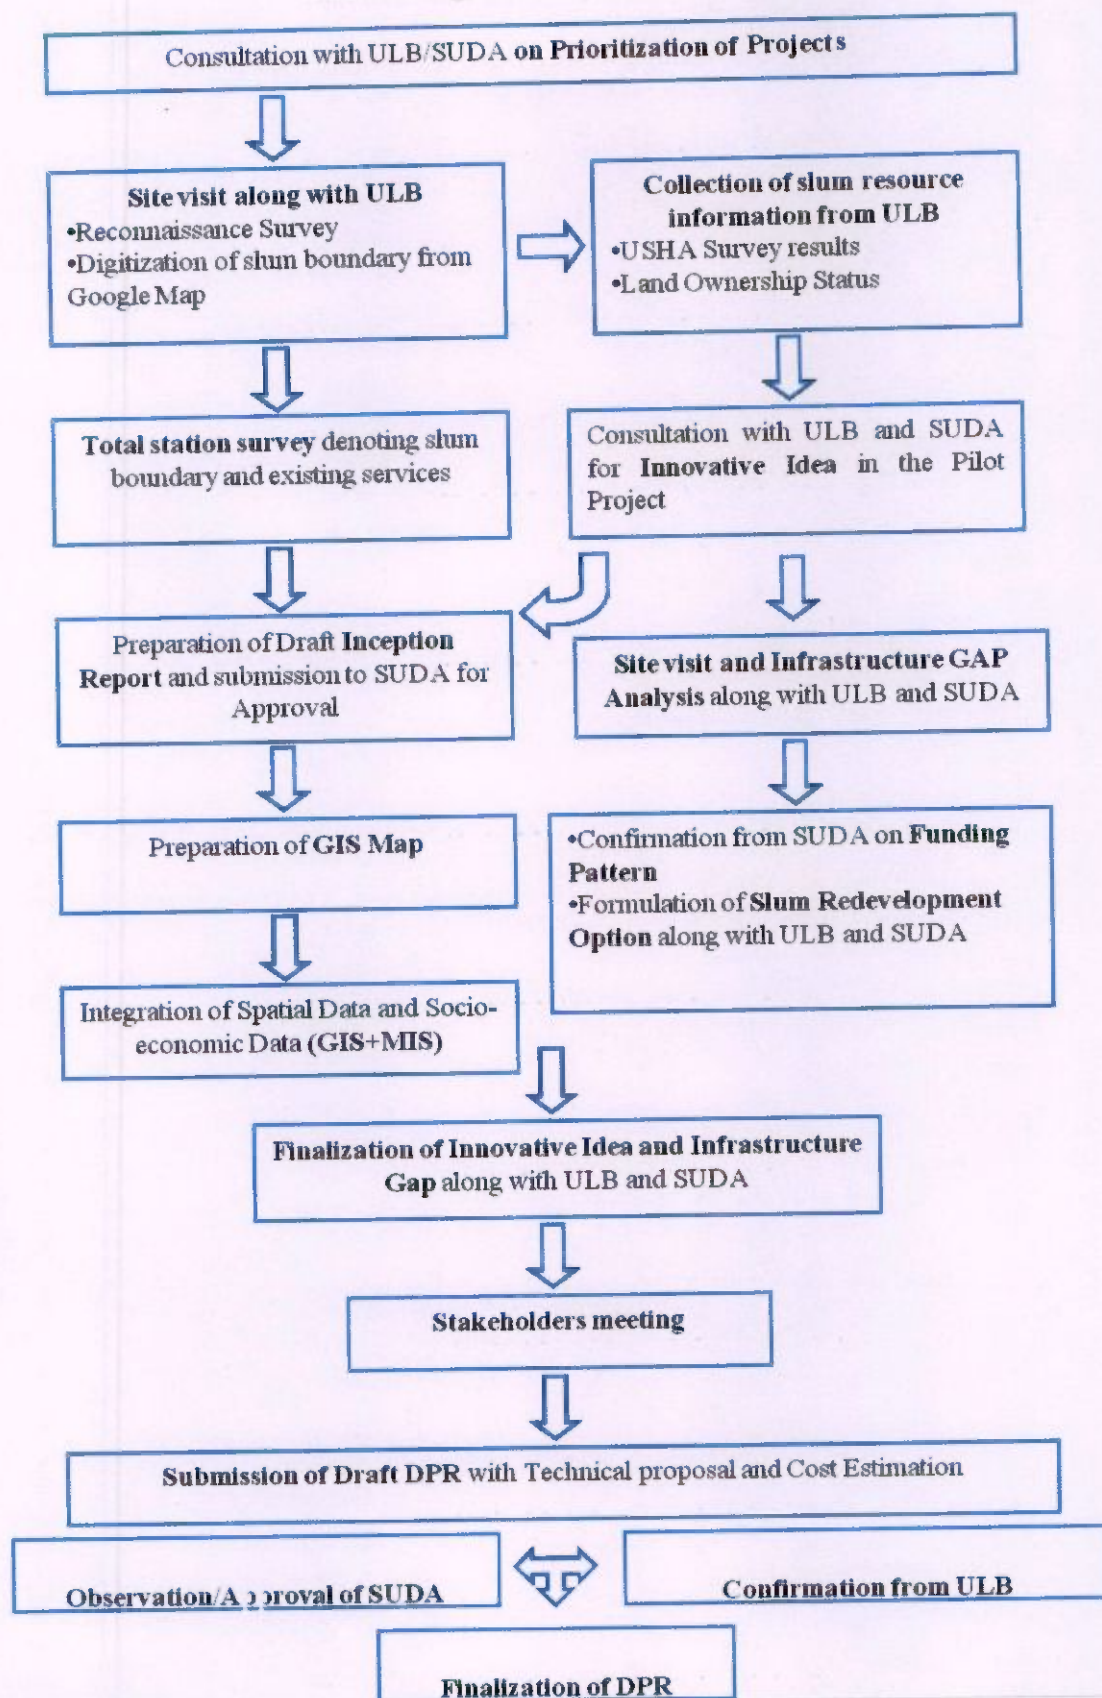 Consultation with ULB/SUDA on Prioritization of Projects
Site visit along with ULB
•Reconnaissance Survey
•Digitization of slum boundary from
Google Map
Collection of slum resource
information from ULB
•USHA Survey results
•Land Ownership Status
Total station survey denoting slum
boundary and existing services
Consultation with ULB and SUDA
for Innovative Idea in the Pilot
Project
Preparation of Draft Inception
Report and submission to SUDA for
Approval
Site visit and Infrastructure GAP
Analysis along with ULB and SUDA
Preparation of GIS Map
•Confirmation from SUDA on Funding
Pattern
•Formulation of Slum Redevelopment
Option along with ULB and SUDA
Integration of Spatial Data and Socio-
economic Data (GIS+MIS)
Finalization of Innovative Idea and Infrastructure
Gap along with ULB and SUDA
Stakeholders meeting
Submission of Draft DPR with Technical proposal and Cost Estimation
Observation/Approval of SUDA
Confirmation from ULB
Finalization of DPR